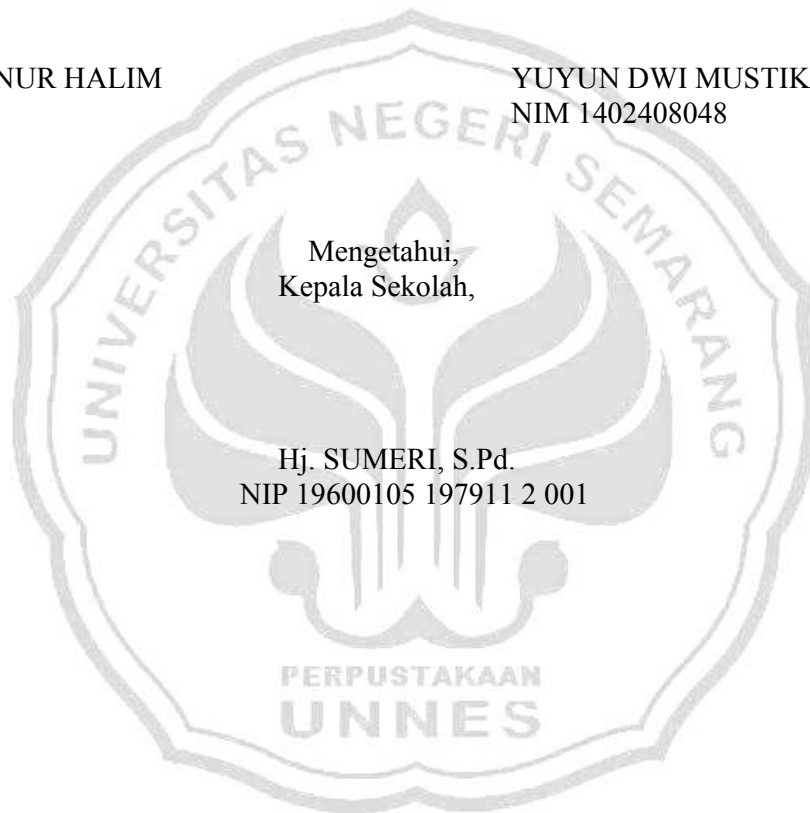 NUR HALIM
YUYUN DWI MUSTIK
NIM 1402408048
Mengetahui,
Kepala Sekolah,
Hj. SUMERI, S.Pd.
NIP 19600105 197911 2 001
UNIVERSITAS NEGERI SEMARANG
PERPUSTAKAAN
UNNES